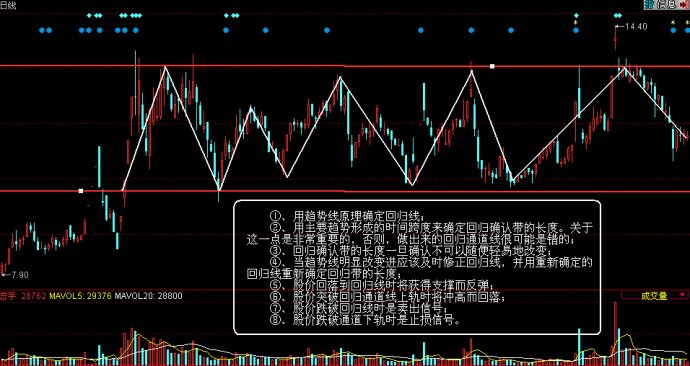 日线
信息
14.40
①、用趋势线原理确定回归线；
②、用主要趋势形成的时间跨度来确定回归确认带的长度。关于
这一点是非常重要的，否则，做出来的回归通道线很可能是错的；
③、回归确认带的长度一旦确认不可以随便轻易地改变；
④、当趋势线明显改变进应该及时修正回归线，并用重新确定的
回归线重新确定回归带的长度；
⑤、股价回落到回归线时将获得支撑而反弹；
⑥、股价突破回归通道线上轨时将冲高而回落；
⑦、股价跌破回归线时是卖出信号；
⑧、股价跌破通道下轨时是止损信号。
7.90
总手 28762 MAVOL5: 29376 MAVOL20: 28800
成交量